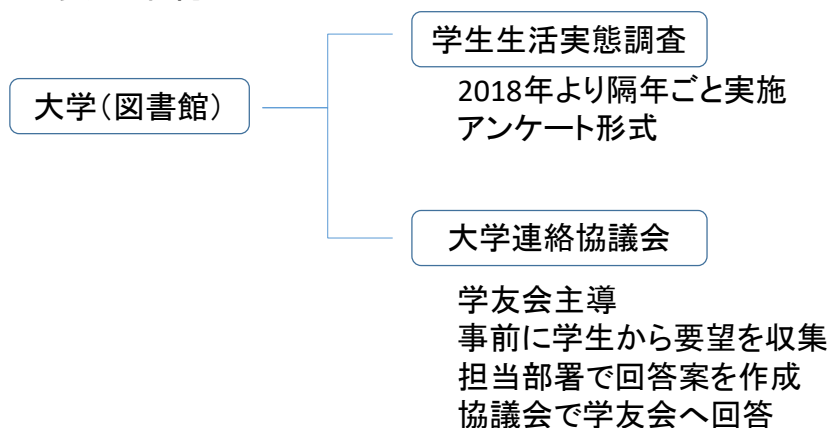 学生生活実態調査
2018年より隔年ごと実施
アンケート形式
大学(図書館)
大学連絡協議会
学友会主導
事前に学生から要望を収集
担当部署で回答案を作成
協議会で学友会へ回答